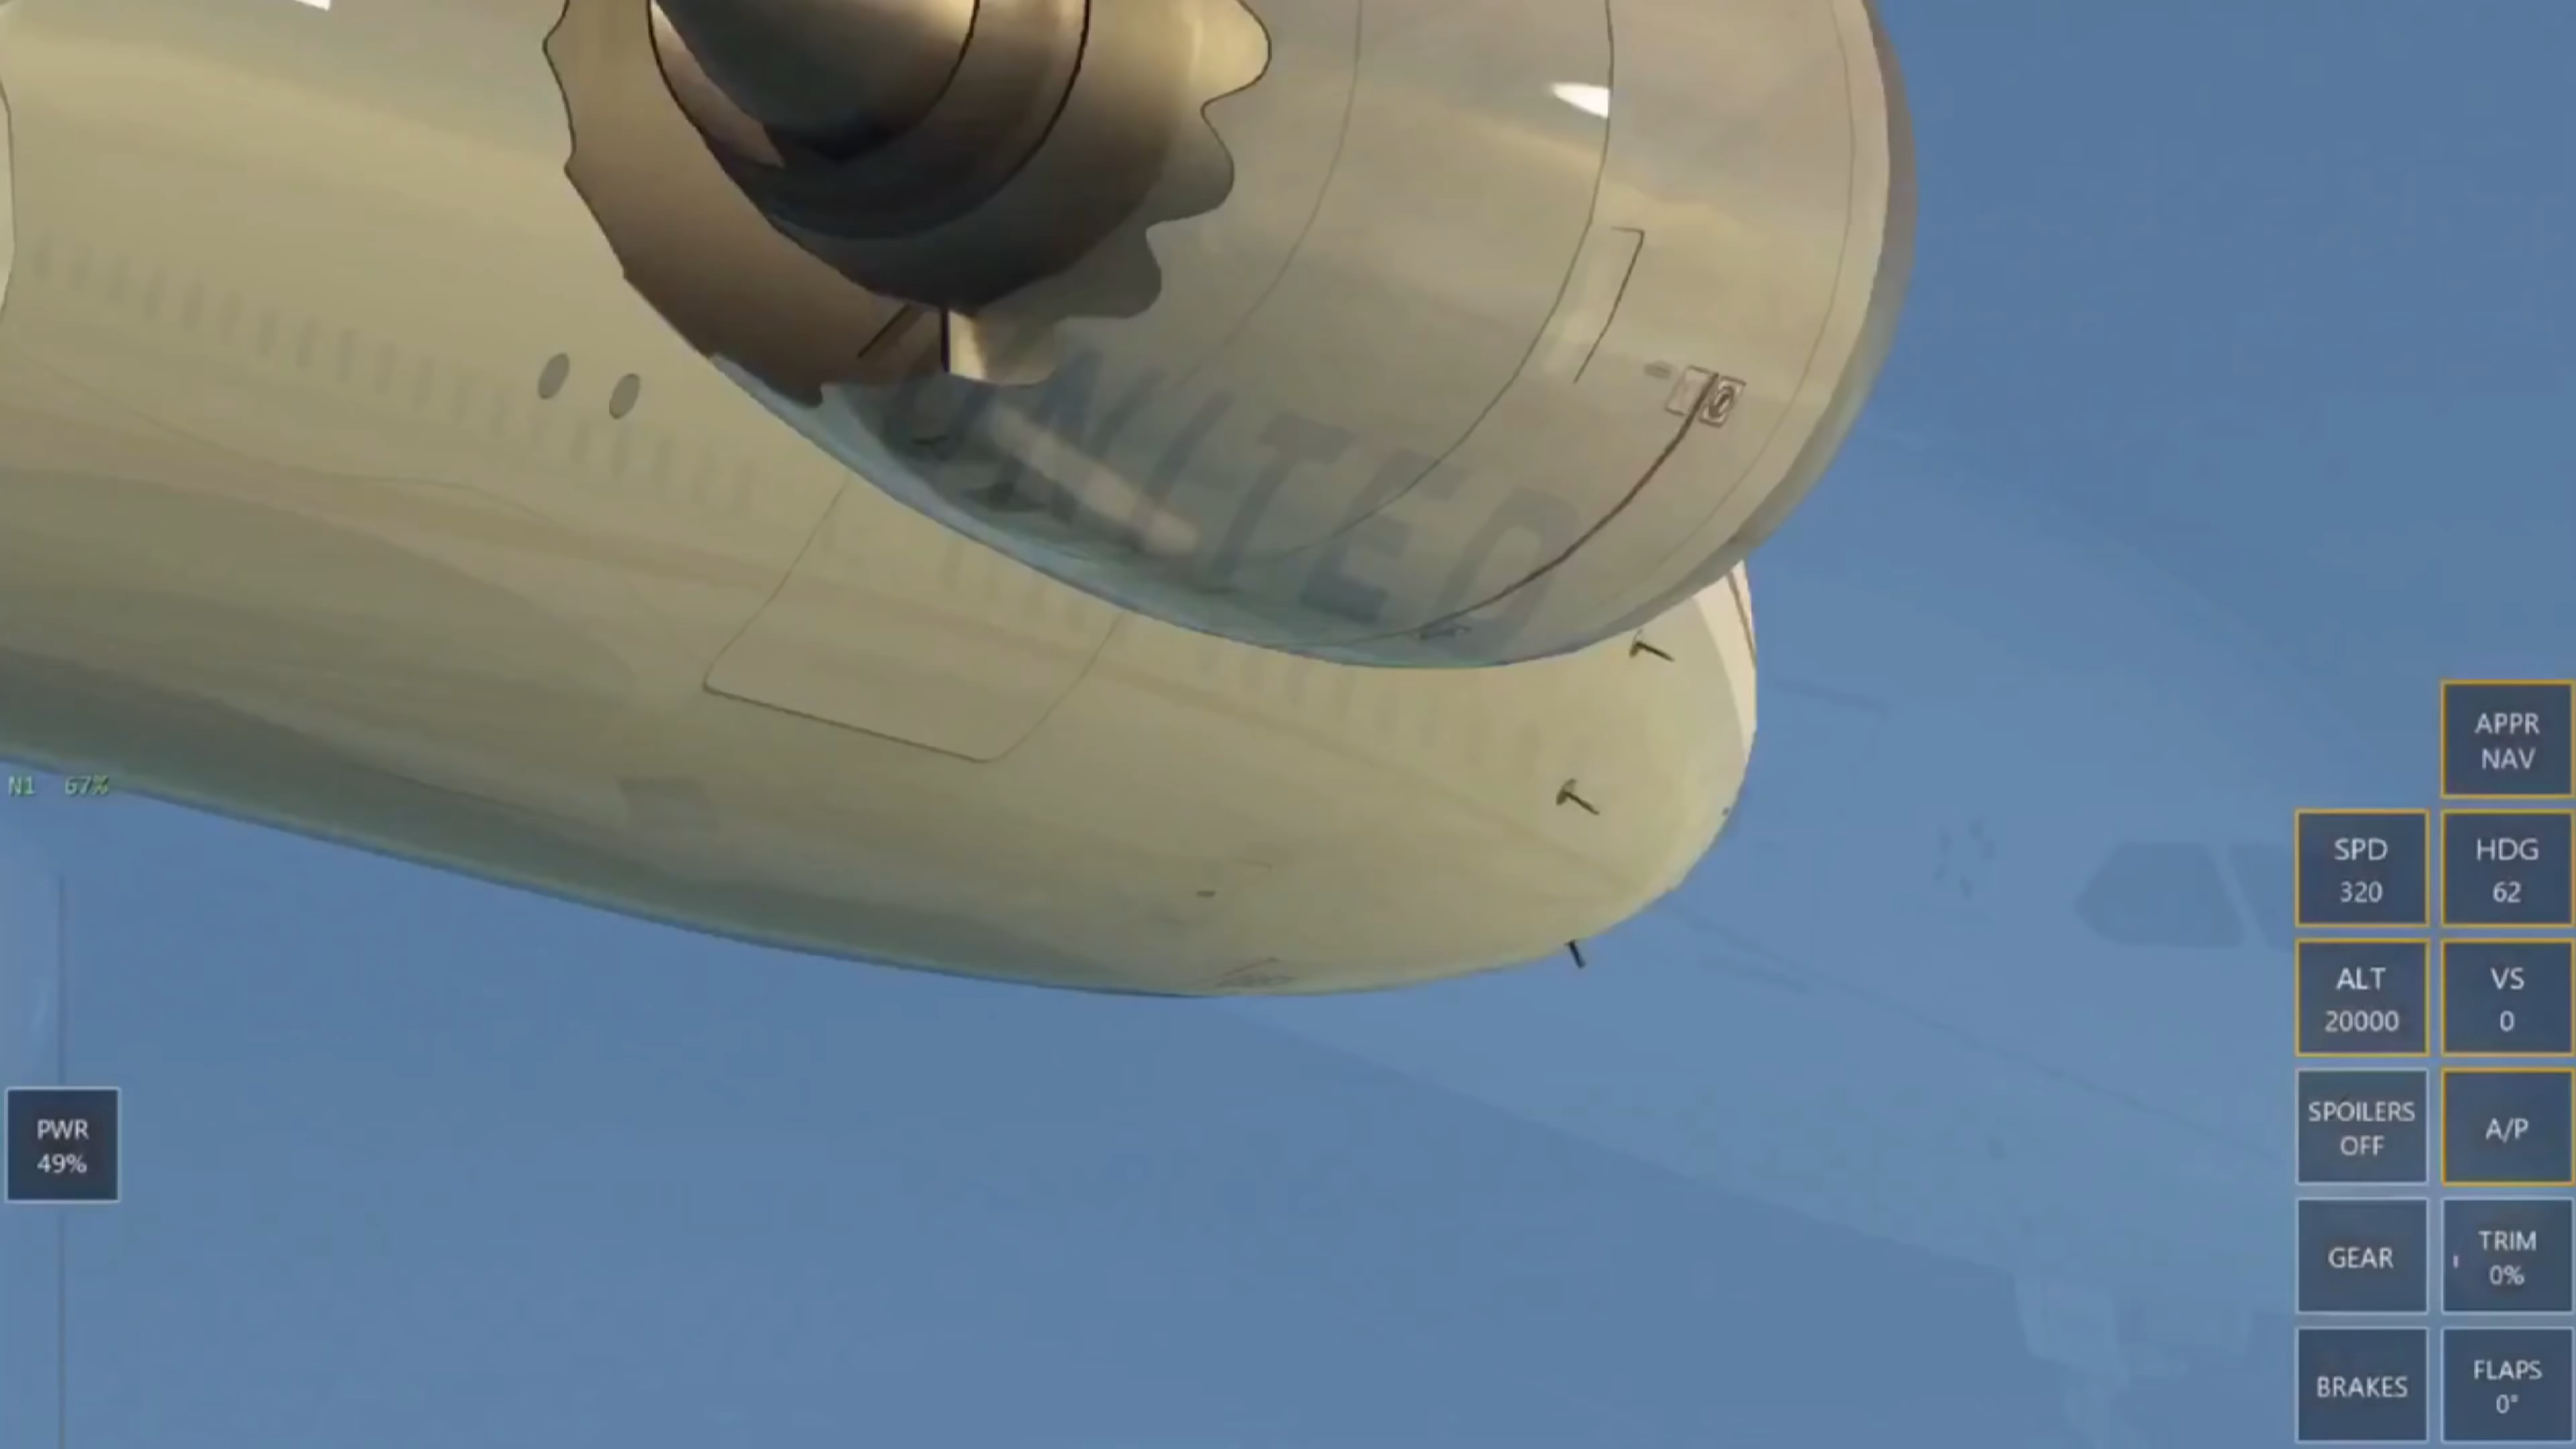 UNITED
N1 67%
APPR
NAV
SPD
320
HDG
62
ALT
20000
VS
0
PWR
49%
SPOILERS
OFF
A/P
GEAR
TRIM
0%
BRAKES
FLAPS
0°